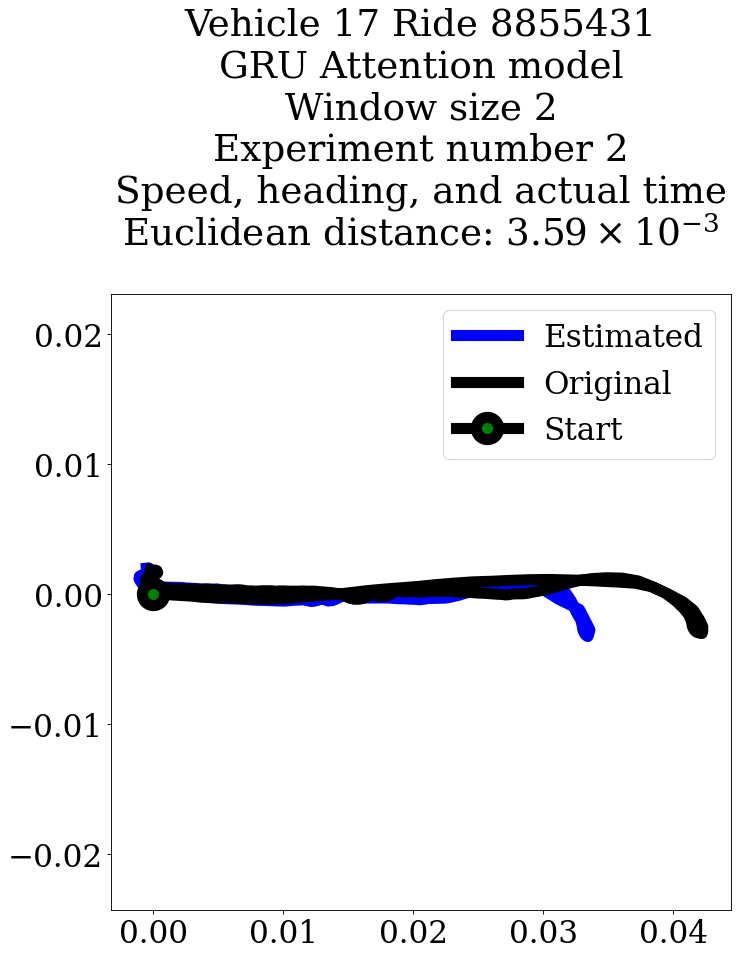 Vehicle 17 Ride 8855431
GRU Attention model
Window size 2
Experiment number 2
Speed, heading, and actual time
Euclidean distance: 3.59 × 10⁻³
Estimated
Original
Start
0.02
0.01
0.00
−0.01
−0.02
0.00 0.01 0.02 0.03 0.04